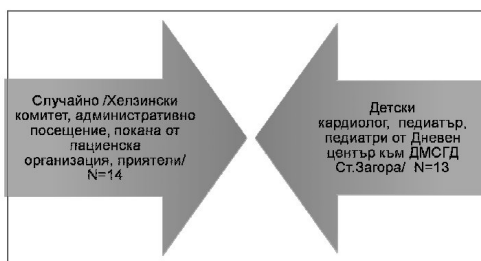 Случайно /Хелзински
комитет, административно
посещение, покана от
пациенска
организация, приятели/
N=14
Детски
кардиолог, педиатър,
педиатри от Дневен
център към ДМСГД
Ст.Загора/ N=13